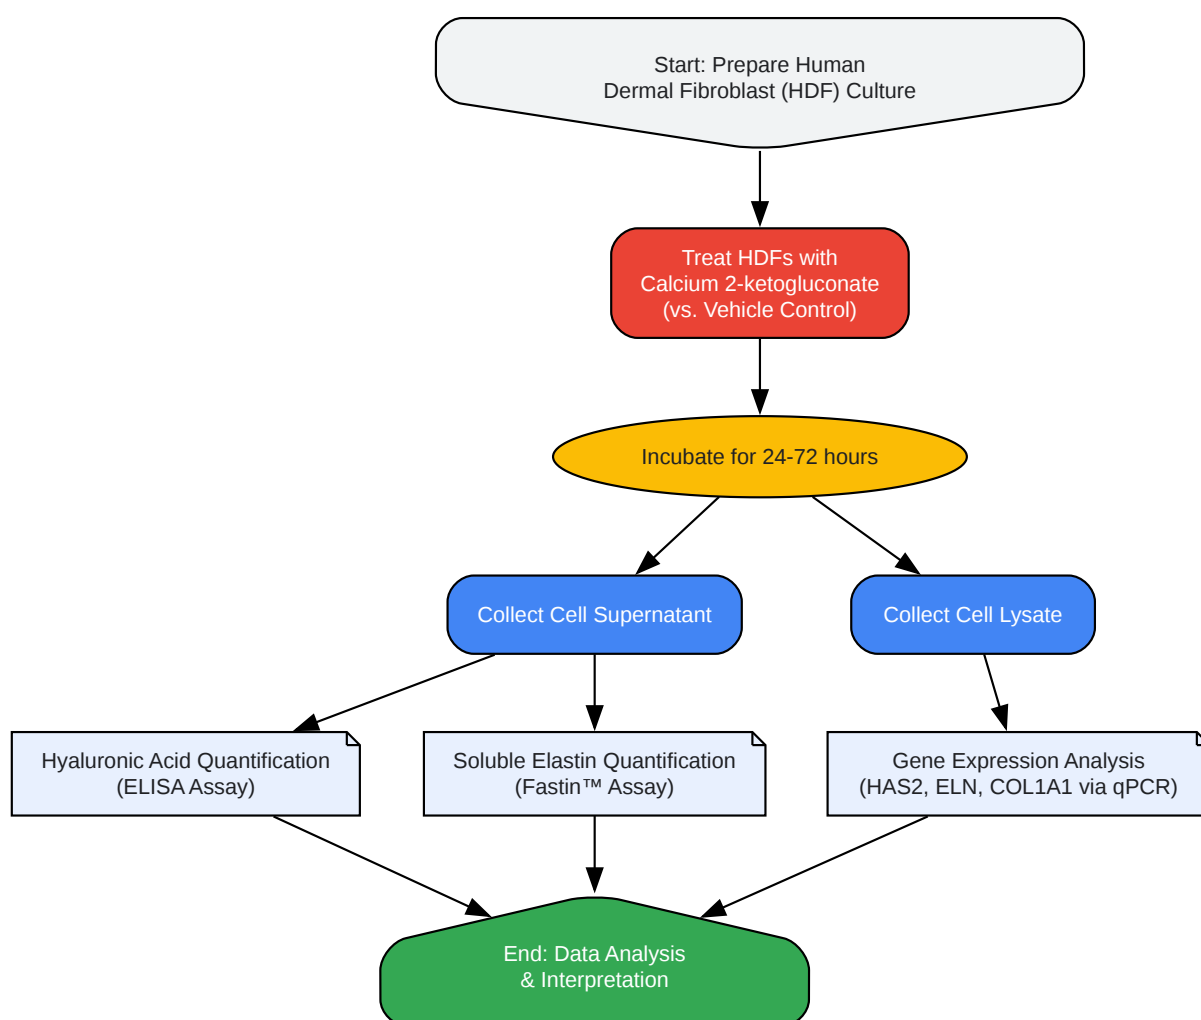 Start: Prepare Human
Dermal Fibroblast (HDF) Culture
Treat HDFs with
Calcium 2-ketogluconate
(vs. Vehicle Control)
Incubate for 24-72 hours
Collect Cell Supernatant
Collect Cell Lysate
Hyaluronic Acid Quantification
(ELISA Assay)
Soluble Elastin Quantification
(Fastin™ Assay)
Gene Expression Analysis
(HAS2, ELN, COL1A1 via qPCR)
End: Data Analysis
& Interpretation